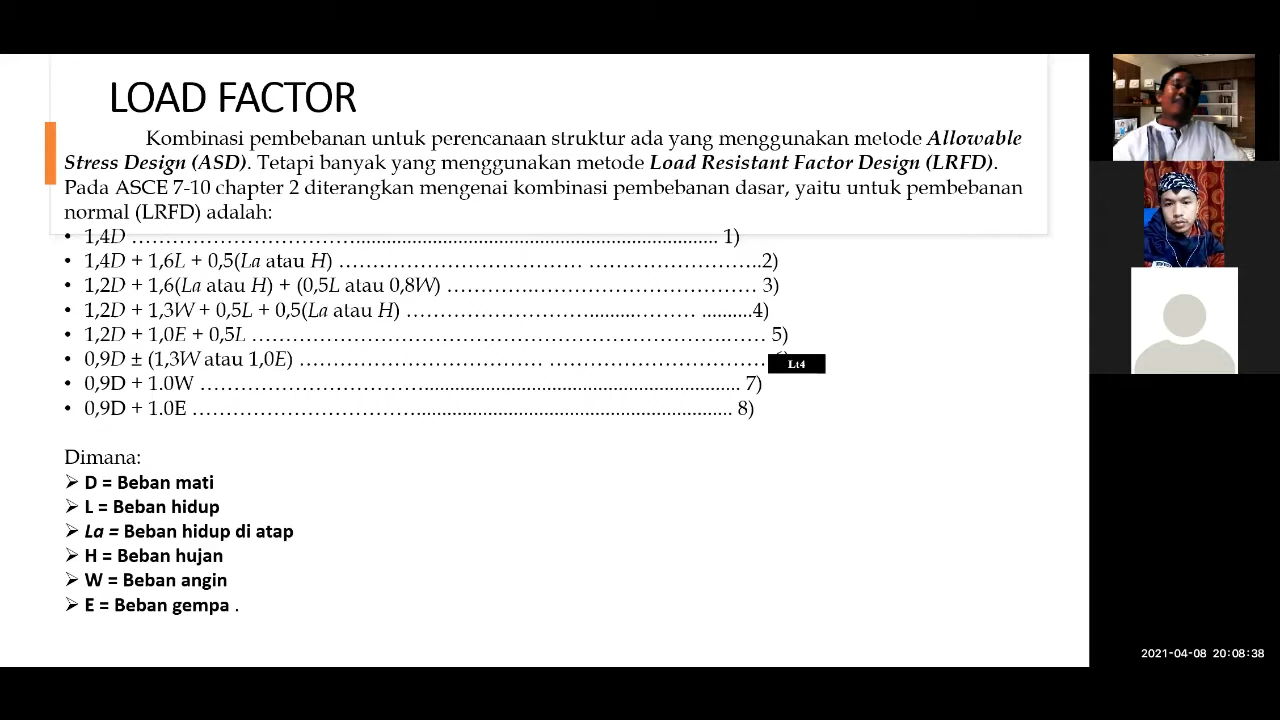 LOAD FACTOR
Kombinasi pembebanan untuk perencanaan struktur ada yang menggunakan metode Allowable
Stress Design (ASD). Tetapi banyak yang menggunakan metode Load Resistant Factor Design (LRFD).
Pada ASCE 7-10 chapter 2 diterangkan mengenai kombinasi pembebanan dasar, yaitu untuk pembebanan
normal (LRFD) adalah:
• 1,4D ........................................................................ 1)
• 1,4D + 1,6L + 0,5(La atau H) ........................................................................2)
• 1,2D + 1,6(La atau H) + (0,5L atau 0,8W) ............................................................ 3)
• 1,2D + 1,3W + 0,5L + 0,5(La atau H) ............................................................4)
• 1,2D + 1,0E + 0,5L ........................................................................ 5)
• 0,9D ± (1,3W atau 1,0E) ........................................................................
Lt4
• 0,9D + 1.0W ........................................................................ 7)
• 0,9D + 1.0E ........................................................................ 8)
Dimana:
➢ D = Beban mati
➢ L = Beban hidup
➢ La = Beban hidup di atap
➢ H = Beban hujan
➢ W = Beban angin
➢ E = Beban gempa .
2021-04-08 20:08:38